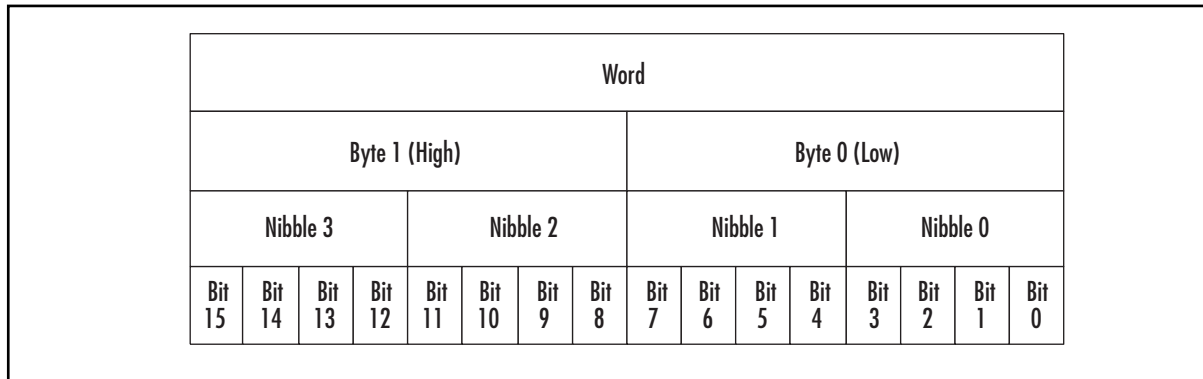 Word
Byte 1 (High) Byte 0 (Low)
Nibble 3 Nibble 2 Nibble 1 Nibble 0
Bit Bit Bit Bit Bit Bit Bit Bit Bit Bit Bit Bit Bit Bit Bit Bit
15 14 13 12 11 10 9 8 7 6 5 4 3 2 1 0